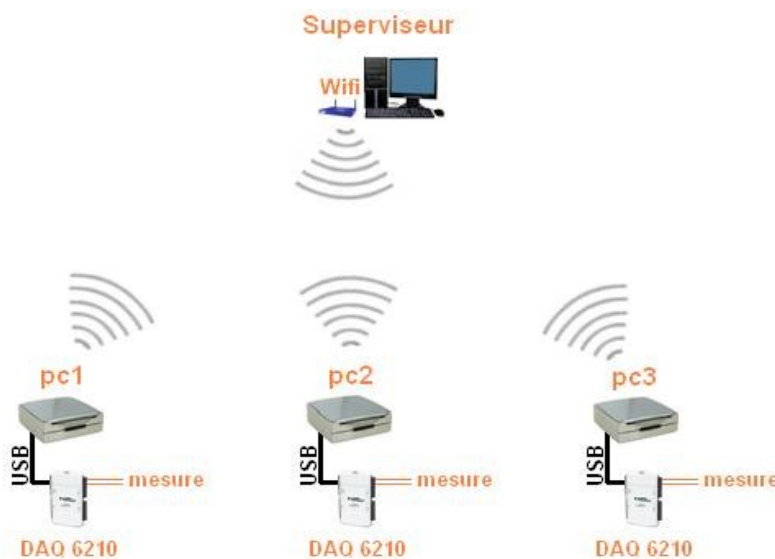 Superviseur
Wifi
pc1 pc2 pc3
USB USB USB
mesure mesure mesure
DAQ 6210 DAQ 6210 DAQ 6210